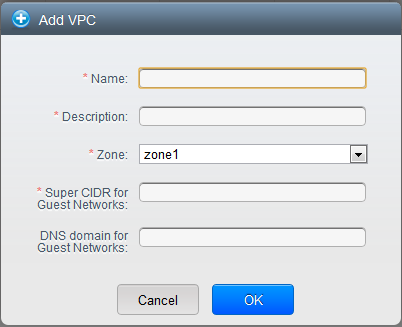 Add VPC
* Name:
* Description:
* Zone: zone1
* Super CIDR for
Guest Networks:
DNS domain for
Guest Networks:
Cancel OK